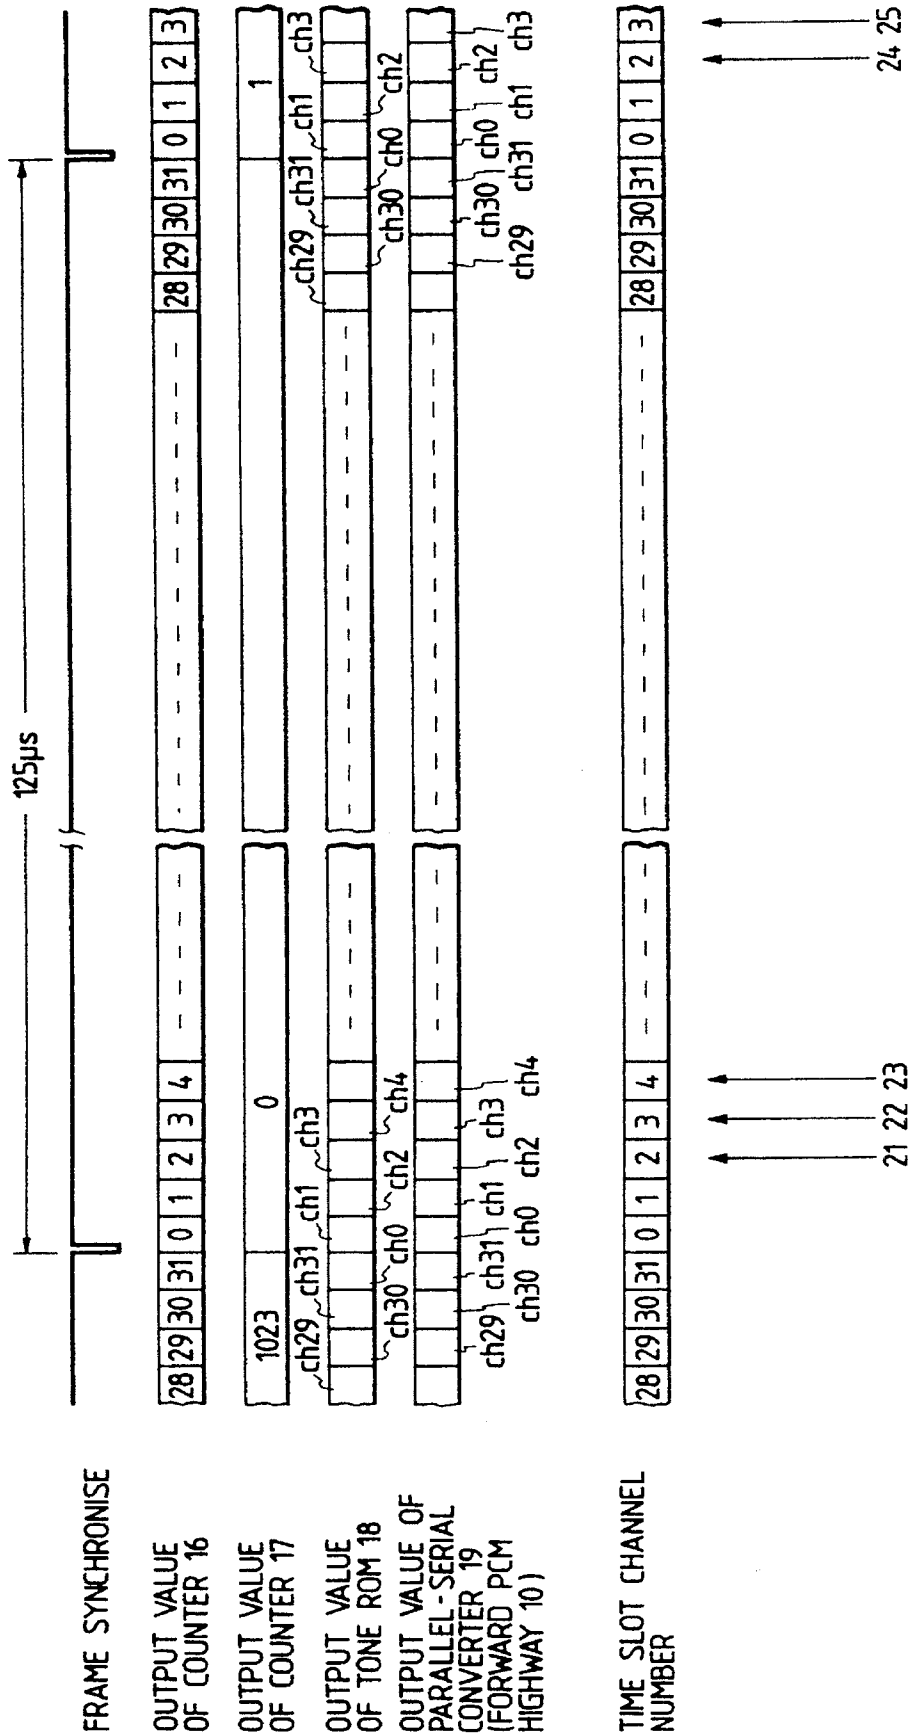 125µs
FRAME SYNCHRONISE
OUTPUT VALUE
OF COUNTER 16
28 29 30 31 0 1 2 3 4
28 29 30 31 0 1 2 3
OUTPUT VALUE
OF COUNTER 17
1023 0 1
OUTPUT VALUE
OF TONE ROM 18
ch29 ch31 ch1 ch3
ch30 ch0 ch2 ch4
ch29 ch31 ch1 ch3
ch30 ch0 ch2
OUTPUT VALUE OF
PARALLEL-SERIAL
CONVERTER 19
(FORWARD PCM
HIGHWAY 10)
ch29 ch30 ch31 ch0 ch1 ch2 ch3 ch4
ch29 ch30 ch31 ch0 ch1 ch2 ch3
TIME SLOT CHANNEL
NUMBER
28 29 30 31 0 1 2 3 4
28 29 30 31 0 1 2 3
21 22 23
24 25